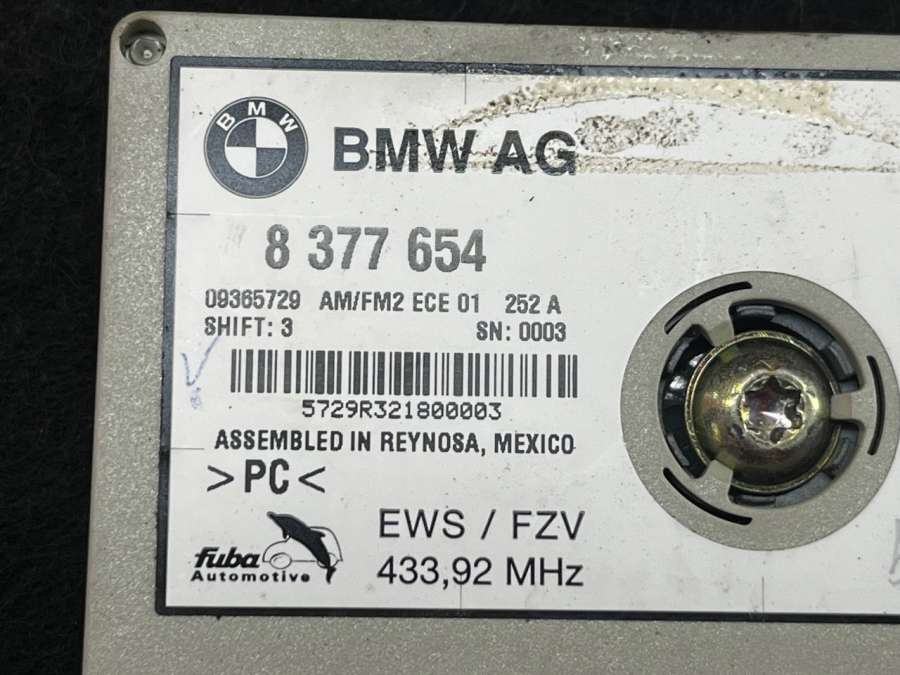 BMW
BMW AG
8 377 654
09365729 AM/FM2 ECE 01 252 A
SHIFT: 3 SN: 0003
5729R321800003
ASSEMBLED IN REYNOSA, MEXICO
>PC<
EWS / FZV
fuba
Automotive
433,92 MHz